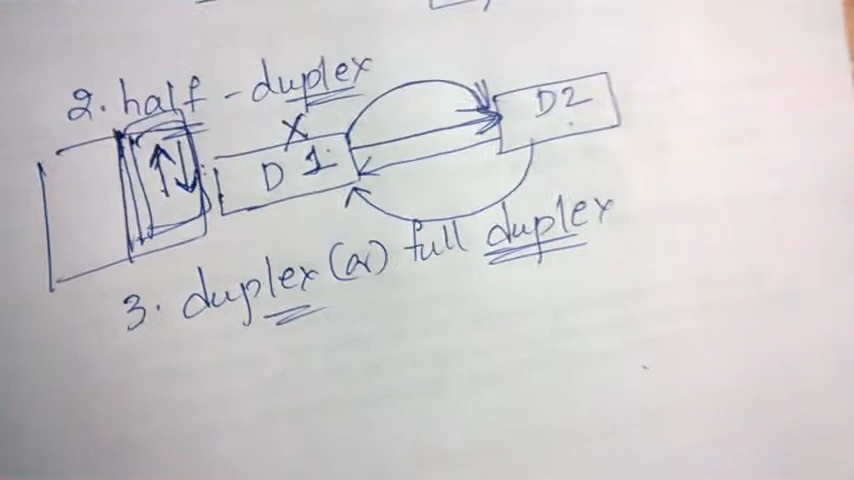 2. half - duplex
X
D 1
D2
3. duplex (or) full duplex